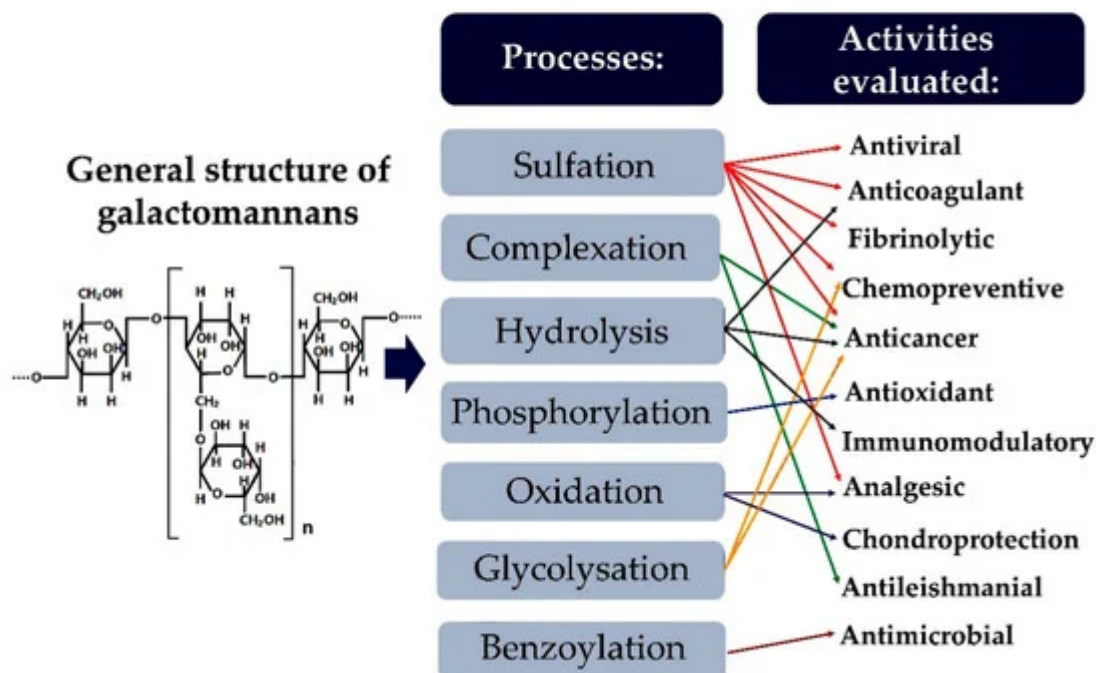 Processes:
Activities
evaluated:
General structure of
galactomannans
Sulfation
Complexation
Hydrolysis
Phosphorylation
Oxidation
Glycolysation
Benzoylation
Antiviral
Anticoagulant
Fibrinolytic
Chemopreventive
Anticancer
Antioxidant
Immunomodulatory
Analgesic
Chondroprotection
Antileishmanial
Antimicrobial
CH₂OH
H
O
H
H
OH
OH
H
H
H
O
O
H
H
O
H
OH
H
O
CH₂
O
OH
H
H
OH
H
H
O
H
OH
CH₂OH
n
CH₂OH
H
O
H
H
OH
OH
H
H
H
O
O